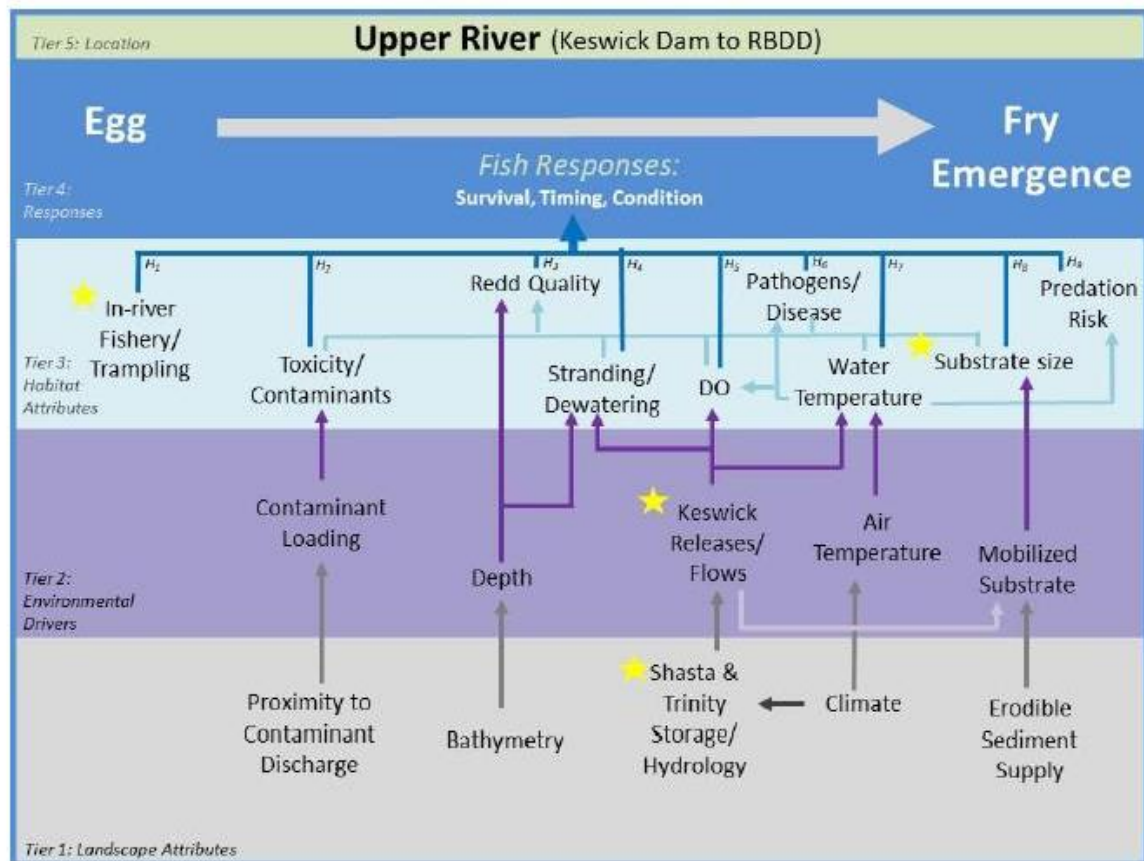 Tier 5: Location
Upper River (Keswick Dam to RBDD)
Egg
Fry
Emergence
Fish Responses:
Survival, Timing, Condition
Tier 4:
Responses
H1
H2
H3
H4
H5
H6
H7
H8
H9
In-river
Fishery/
Trampling
Toxicity/
Contaminants
Redd Quality
Stranding/
Dewatering
DO
Pathogens/
Disease
Water
Temperature
Substrate size
Predation
Risk
Tier 3:
Habitat
Attributes
Contaminant
Loading
Depth
Keswick
Releases/
Flows
Air
Temperature
Mobilized
Substrate
Tier 2:
Environmental
Drivers
Proximity to
Contaminant
Discharge
Bathymetry
Shasta &
Trinity
Storage/
Hydrology
Climate
Erodible
Sediment
Supply
Tier 1: Landscape Attributes